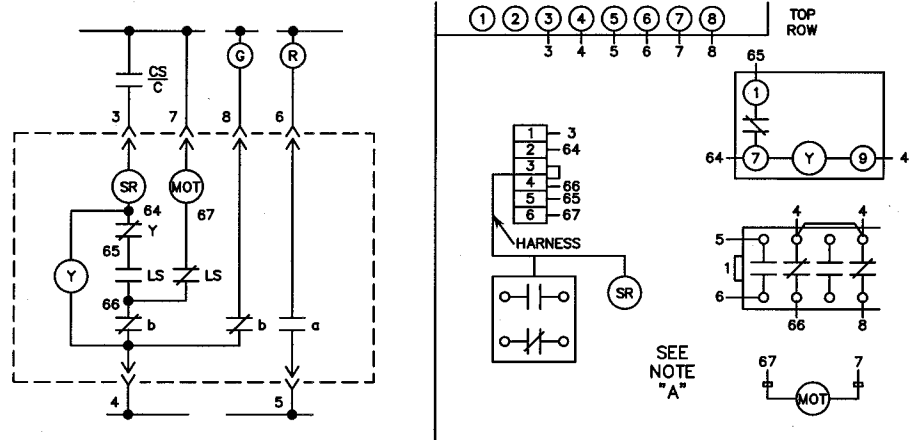 G
R
CS
C
3
7
8
6
SR
MOT
64
67
Y
65
Y
LS
LS
66
b
b
a
4
5
1 2 3 4 5 6 7 8
TOP
ROW
3 4 5 6 7 8
65
1
64
7
Y
9
4
1 3
2 64
3
4 66
5 65
6 67
HARNESS
SR
4 4
5
1
6
66 8
SEE
NOTE
"A"
67 7
MOT